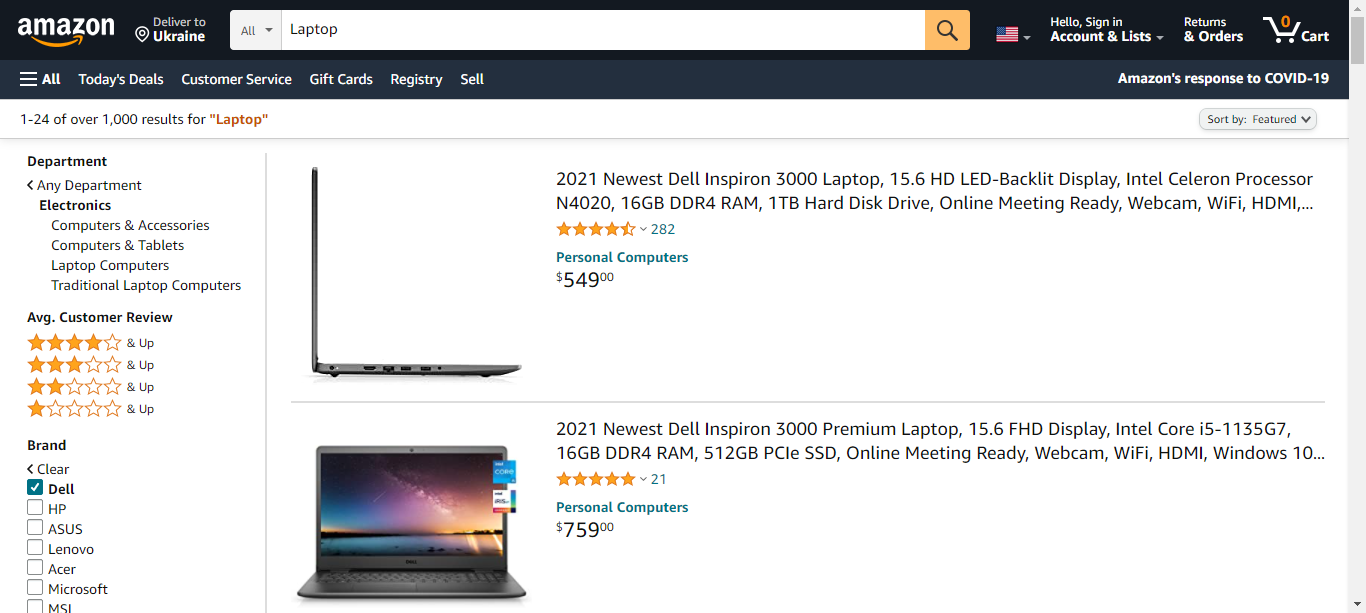 amazon
Deliver to
Ukraine
All
Laptop
Hello, Sign in
Account & Lists
Returns
& Orders
0
Cart
All
Today's Deals
Customer Service
Gift Cards
Registry
Sell
Amazon's response to COVID-19
1-24 of over 1,000 results for "Laptop"
Sort by: Featured
Department
Any Department
Electronics
Computers & Accessories
Computers & Tablets
Laptop Computers
Traditional Laptop Computers
Avg. Customer Review
& Up
& Up
& Up
& Up
Brand
Clear
Dell
HP
ASUS
Lenovo
Acer
Microsoft
MSI
2021 Newest Dell Inspiron 3000 Laptop, 15.6 HD LED-Backlit Display, Intel Celeron Processor
N4020, 16GB DDR4 RAM, 1TB Hard Disk Drive, Online Meeting Ready, Webcam, WiFi, HDMI,...
282
Personal Computers
$54900
2021 Newest Dell Inspiron 3000 Premium Laptop, 15.6 FHD Display, Intel Core i5-1135G7,
16GB DDR4 RAM, 512GB PCIe SSD, Online Meeting Ready, Webcam, WiFi, HDMI, Windows 10...
21
Personal Computers
$75900
intel
CORE
intel
DELL